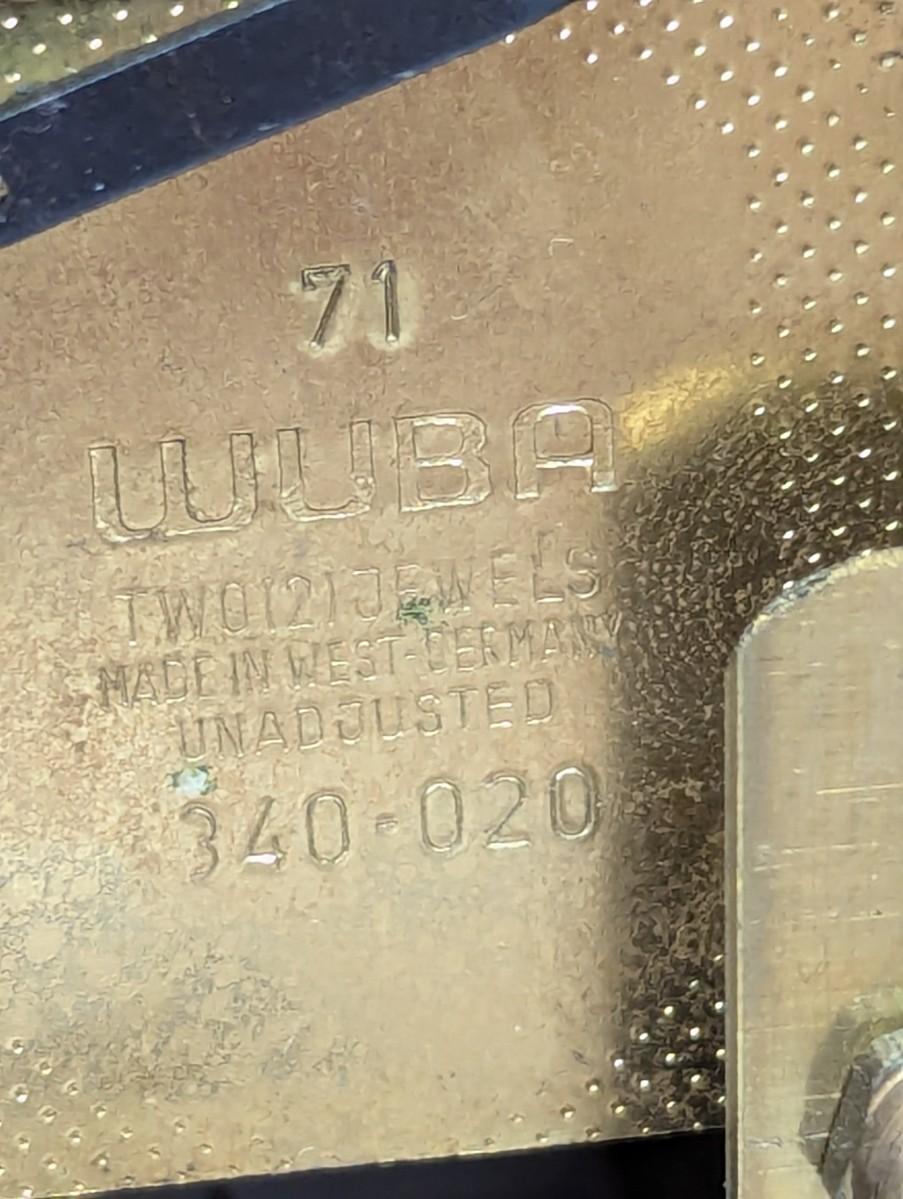 71
WUBA
TWO (2) JEWELS
MADE IN WEST-GERMANY
UNADJUSTED
340-020